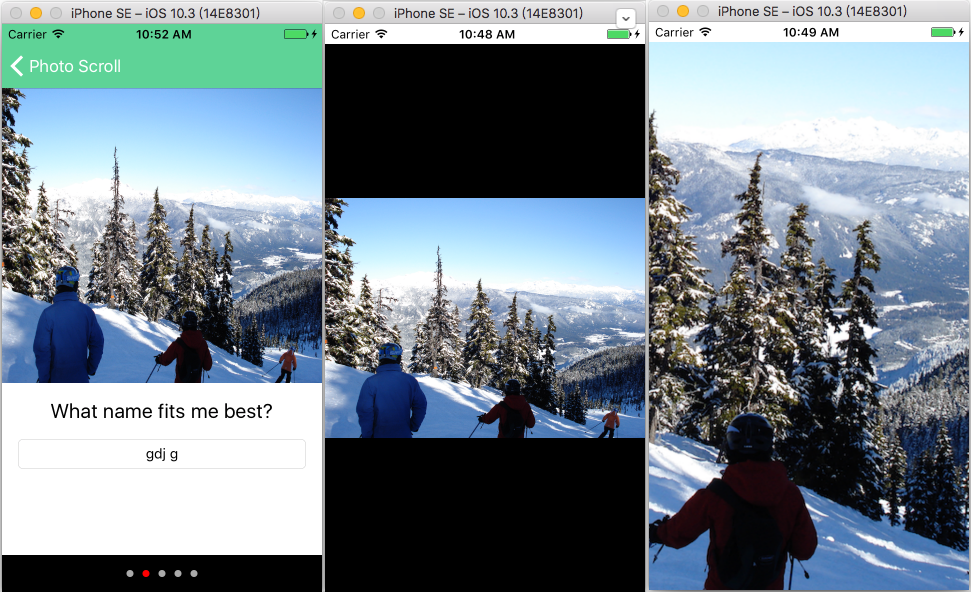 iPhone SE – iOS 10.3 (14E8301)
Carrier 10:52 AM
Photo Scroll
What name fits me best?
gdj g
iPhone SE – iOS 10.3 (14E8301)
Carrier 10:48 AM
iPhone SE – iOS 10.3 (14E8301)
Carrier 10:49 AM